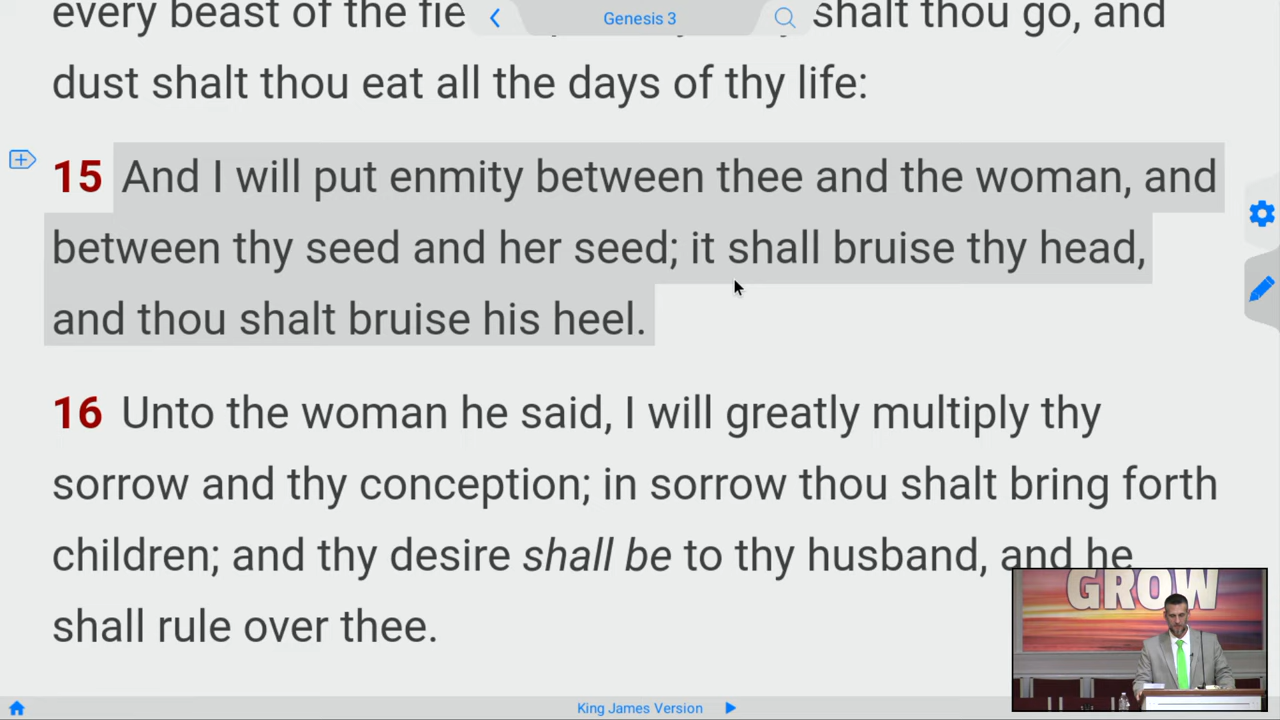 every beast of the fie
Genesis 3
shalt thou go, and
dust shalt thou eat all the days of thy life:
15 And I will put enmity between thee and the woman, and
between thy seed and her seed; it shall bruise thy head,
and thou shalt bruise his heel.
16 Unto the woman he said, I will greatly multiply thy
sorrow and thy conception; in sorrow thou shalt bring forth
children; and thy desire shall be to thy husband, and he
shall rule over thee.
GROW
King James Version